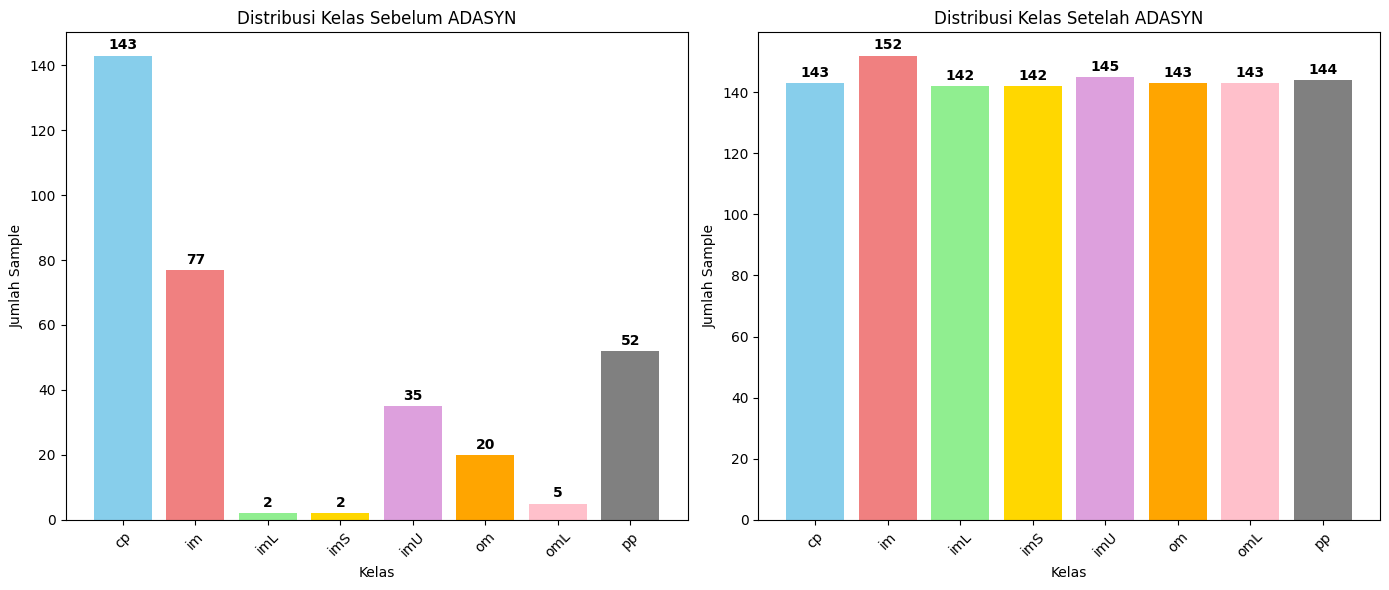 Distribusi Kelas Sebelum ADASYN
Jumlah Sample
140
120
100
80
60
40
20
0
143
77
2
2
35
20
5
52
cp
im
imL
imS
imU
om
omL
pp
Kelas
Distribusi Kelas Setelah ADASYN
Jumlah Sample
140
120
100
80
60
40
20
0
143
152
142
142
145
143
143
144
cp
im
imL
imS
imU
om
omL
pp
Kelas